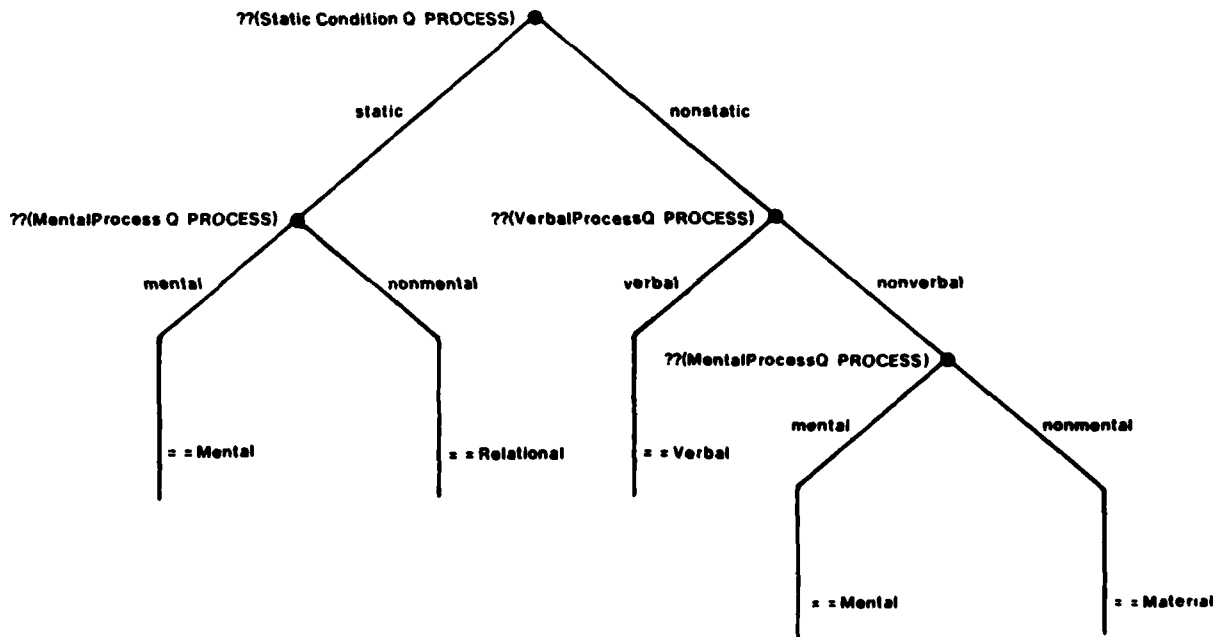 ??(Static Condition Q PROCESS)
static
nonstatic
??(MentalProcess Q PROCESS)
??(VerbalProcessQ PROCESS)
mental
nonmental
verbal
nonverbal
??(MentalProcessQ PROCESS)
mental
nonmental
= =Mental
= =Relational
= =Verbal
= =Mental
= =Material